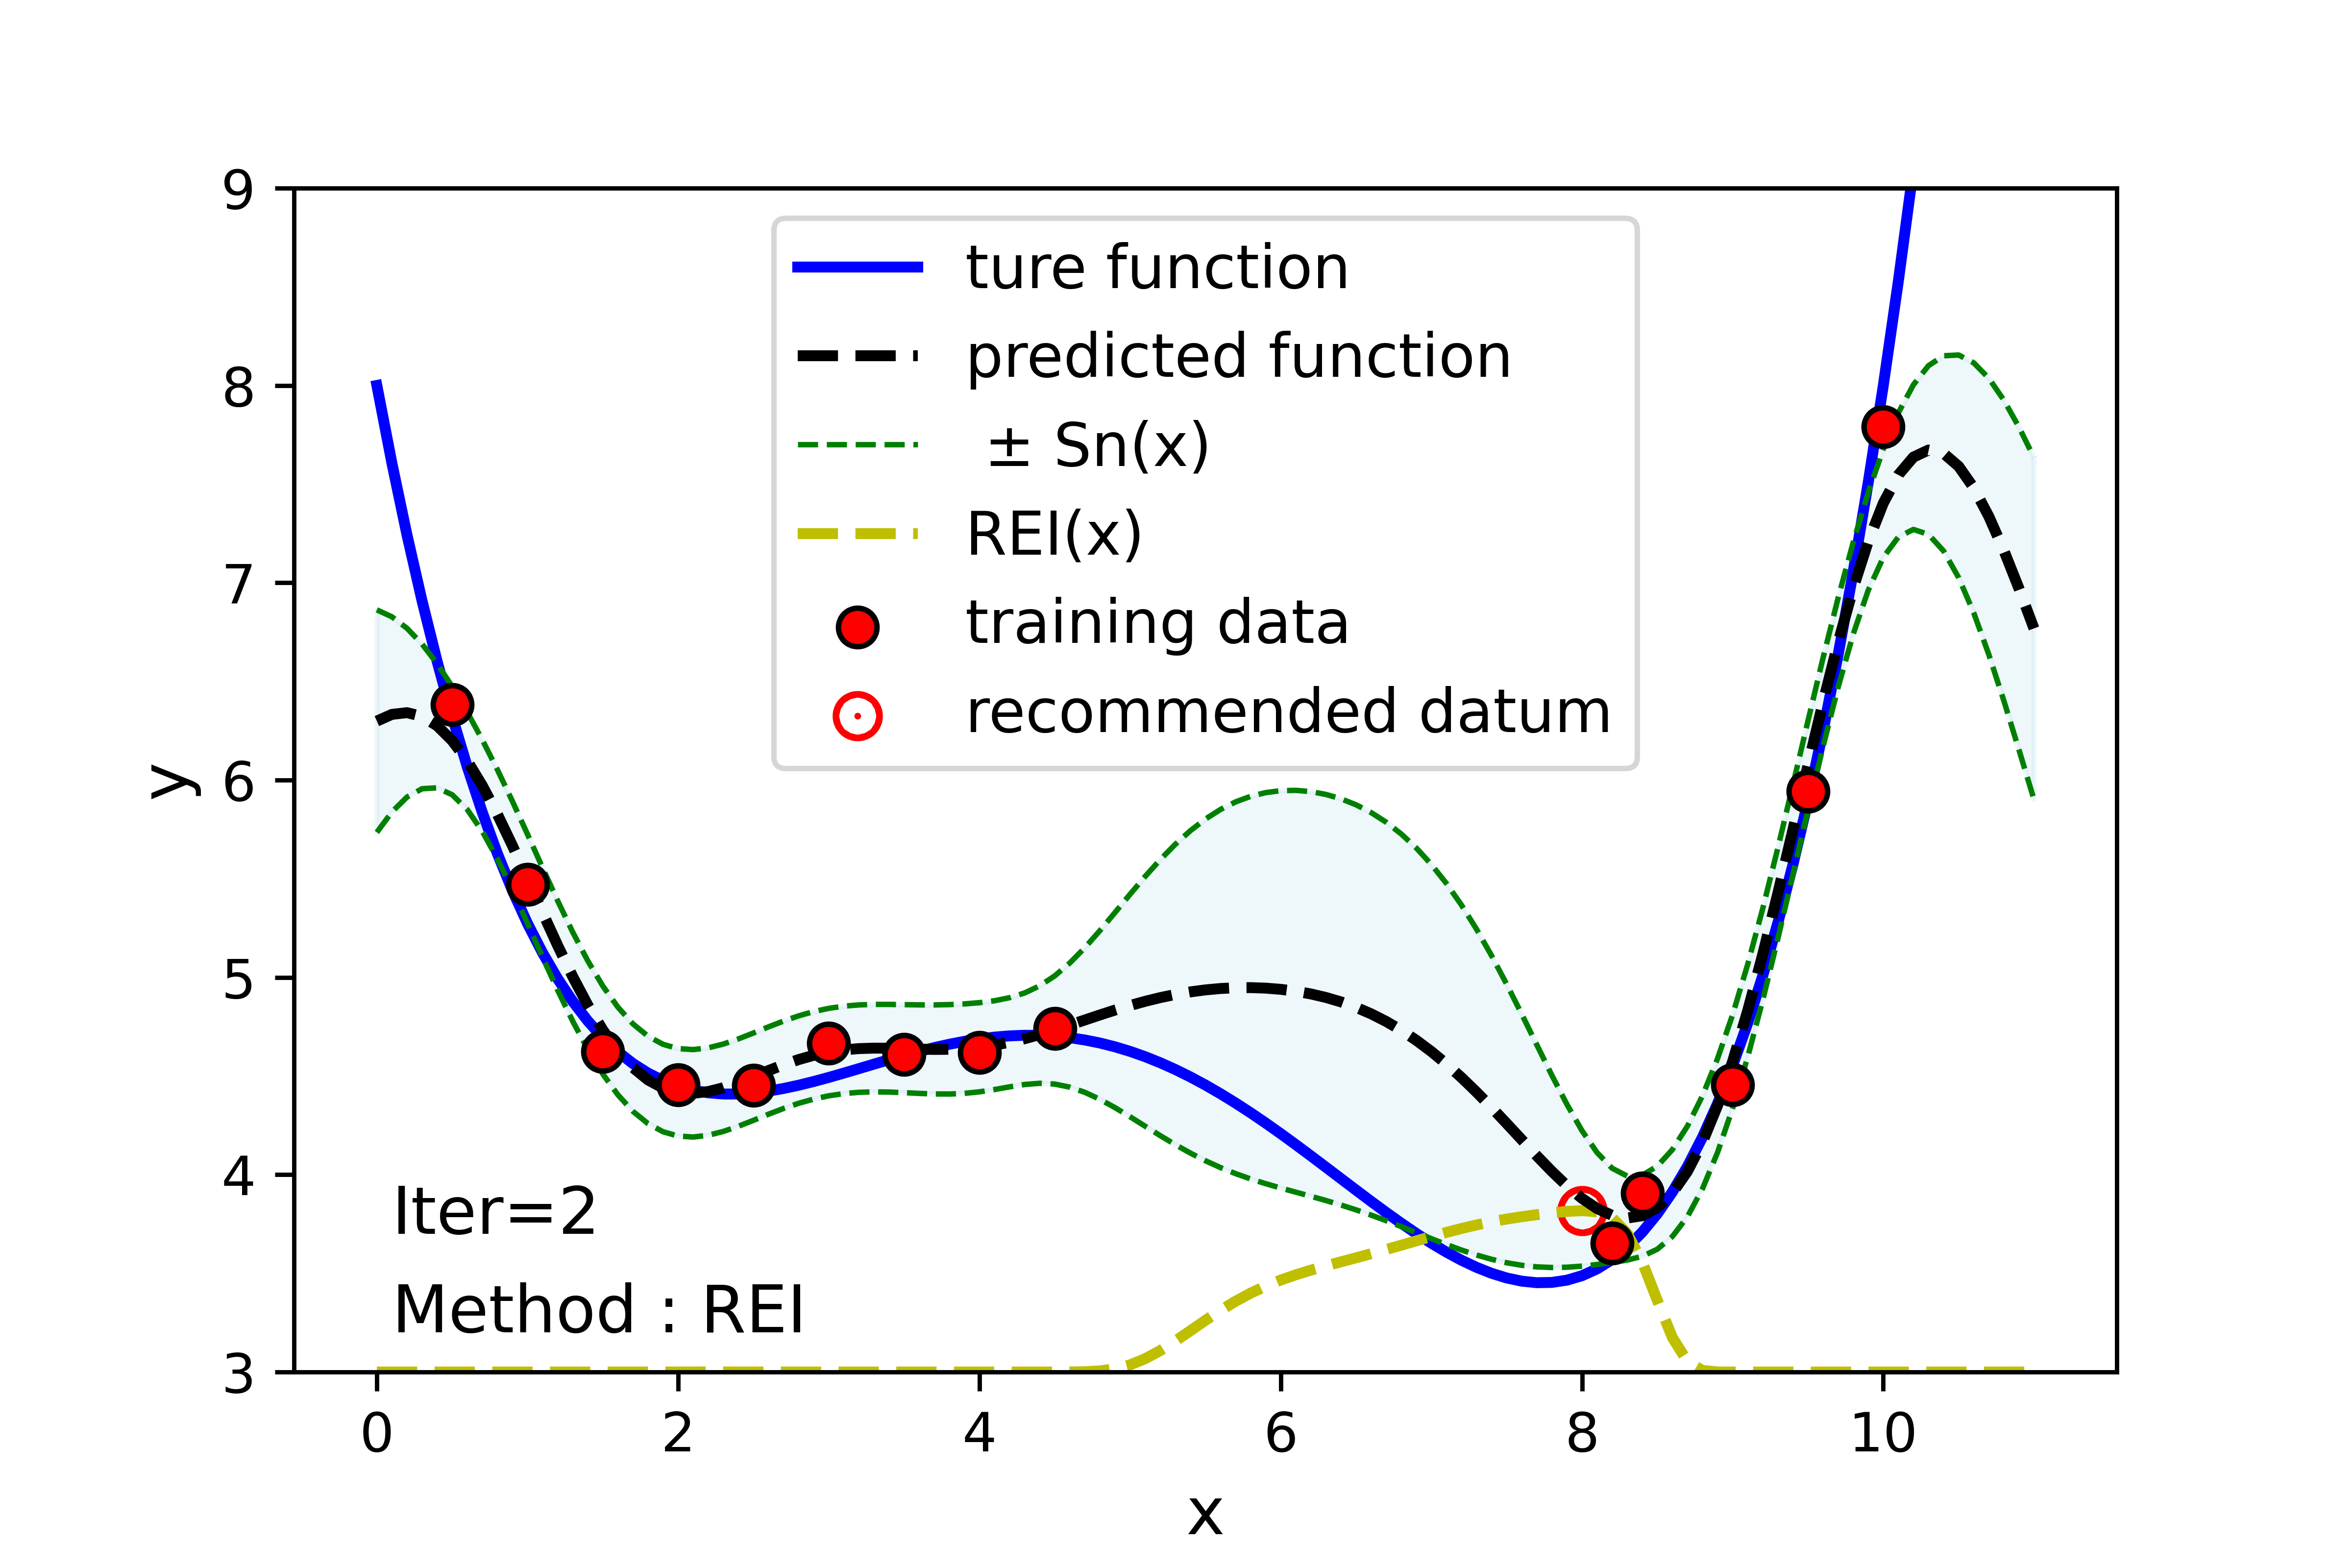 9
8
7
6
5
4
3
y
ture function
predicted function
± Sn(x)
REI(x)
training data
recommended datum
Iter=2
Method : REI
0 2 4 6 8 10
x